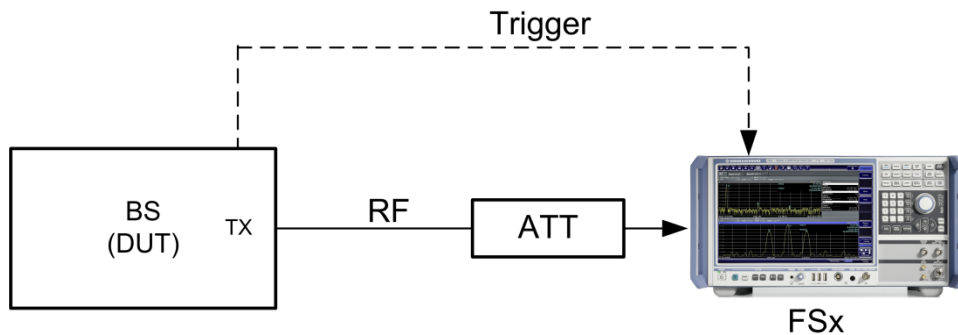 Trigger
BS
(DUT)
TX
RF
ATT
FSx